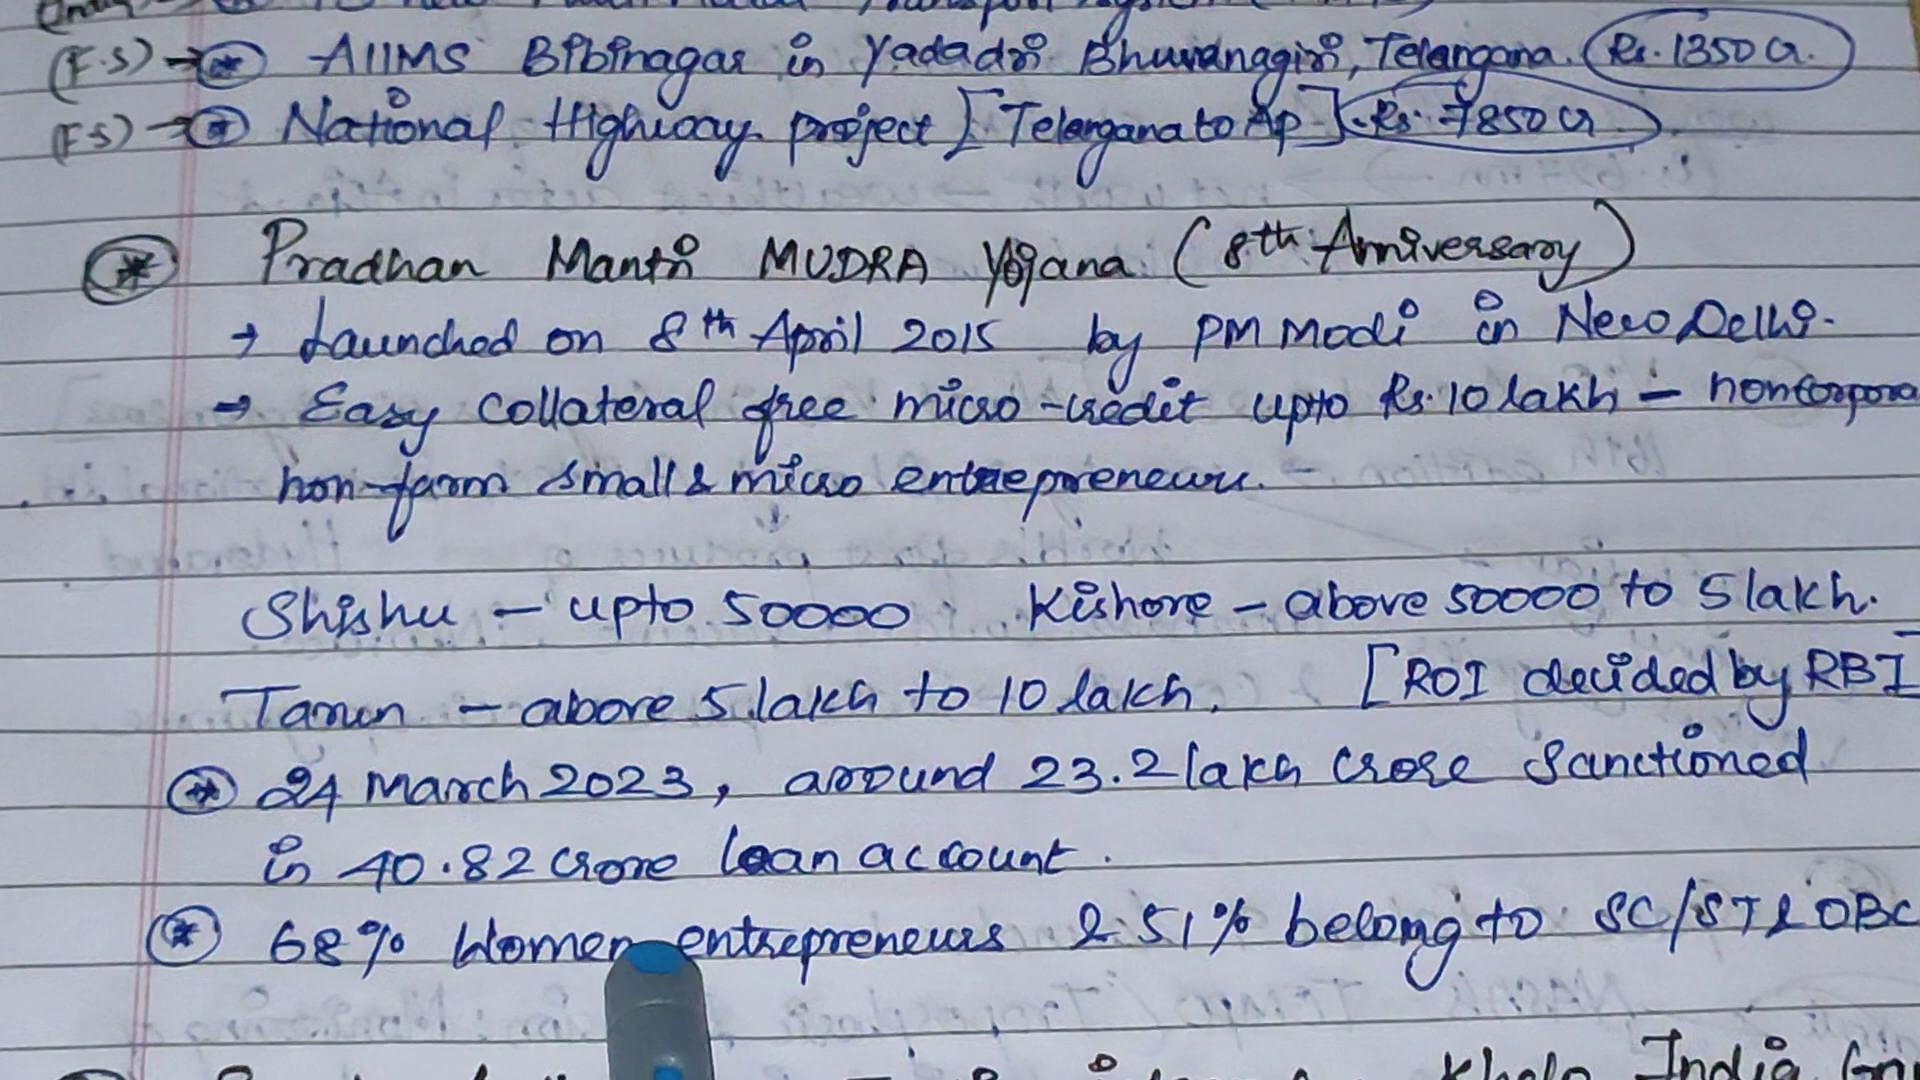 (F.S) → * AIIMS Bibinagar in Yadadri Bhuvanagiri, Telangana. Rs. 1350 Cr.
(FS) → * National Highway project [Telangana to AP] Rs. 7850 Cr
* Pradhan Mantri MUDRA Yojana (8th Anniversary)
→ Launched on 8th April 2015 by PM Modi in New Delhi.
→ Easy collateral free micro-credit upto Rs. 10 lakh – noncorpora
non-farm small & micro entrepreneurs.
Shishu – upto 50000 Kishore – above 50000 to 5 lakh.
Tarun – above 5 lakh to 10 lakh. [ROI decided by RBI]
* 24 March 2023, around 23.2 lakh crore sanctioned
in 40.82 crore loan account.
* 68% Women entrepreneurs & 51% belong to SC/ST & OBC
Khelo India